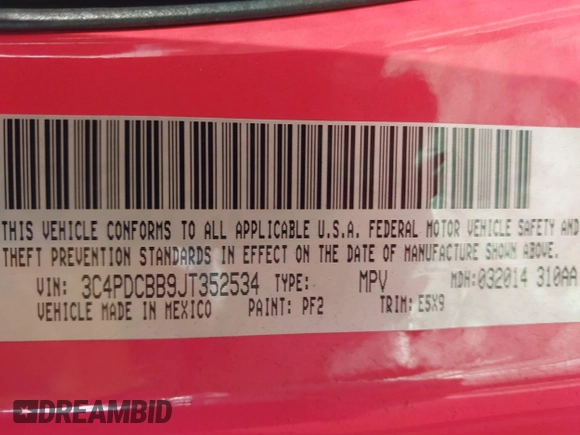 THIS VEHICLE CONFORMS TO ALL APPLICABLE U.S.A. FEDERAL MOTOR VEHICLE SAFETY AND
THEFT PREVENTION STANDARDS IN EFFECT ON THE DATE OF MANUFACTURE SHOWN ABOVE.
VIN: 3C4PDCBB9JT352534 TYPE: MPV MDH:032014 310AA
VEHICLE MADE IN MEXICO PAINT: PF2 TRIM: E5X9
DREAMBID